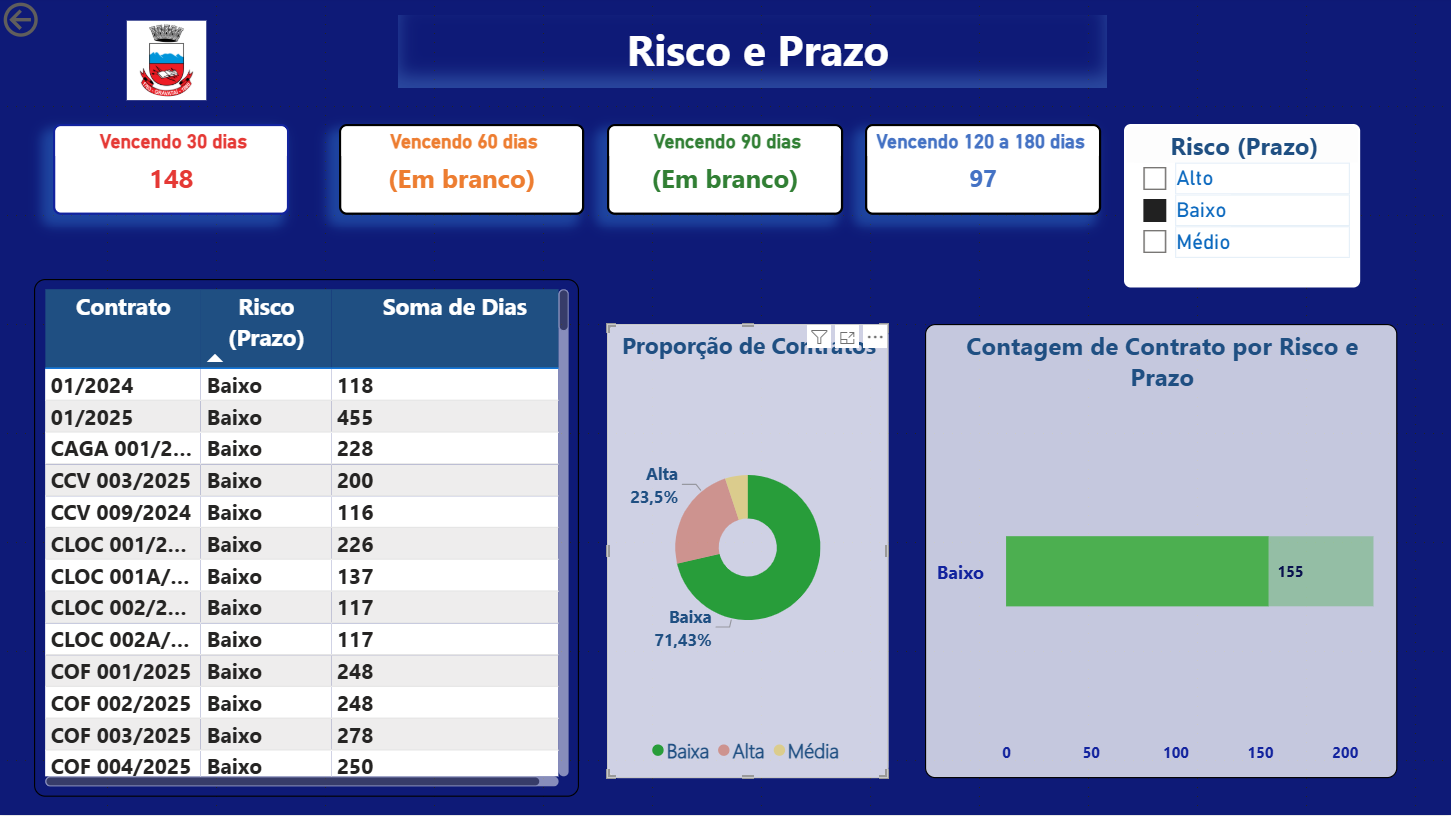 Risco e Prazo
Vencendo 30 dias
148
Vencendo 60 dias
(Em branco)
Vencendo 90 dias
(Em branco)
Vencendo 120 a 180 dias
97
Risco (Prazo)
Alto
Baixo
Médio
Contrato Risco (Prazo) Soma de Dias
01/2024 Baixo 118
01/2025 Baixo 455
CAGA 001/2... Baixo 228
CCV 003/2025 Baixo 200
CCV 009/2024 Baixo 116
CLOC 001/2... Baixo 226
CLOC 001A/... Baixo 137
CLOC 002/2... Baixo 117
CLOC 002A/... Baixo 117
COF 001/2025 Baixo 248
COF 002/2025 Baixo 248
COF 003/2025 Baixo 278
COF 004/2025 Baixo 250
Proporção de Contratos
Alta
23,5%
Baixa
71,43%
Baixa Alta Média
Contagem de Contrato por Risco e
Prazo
Baixo
155
0 50 100 150 200